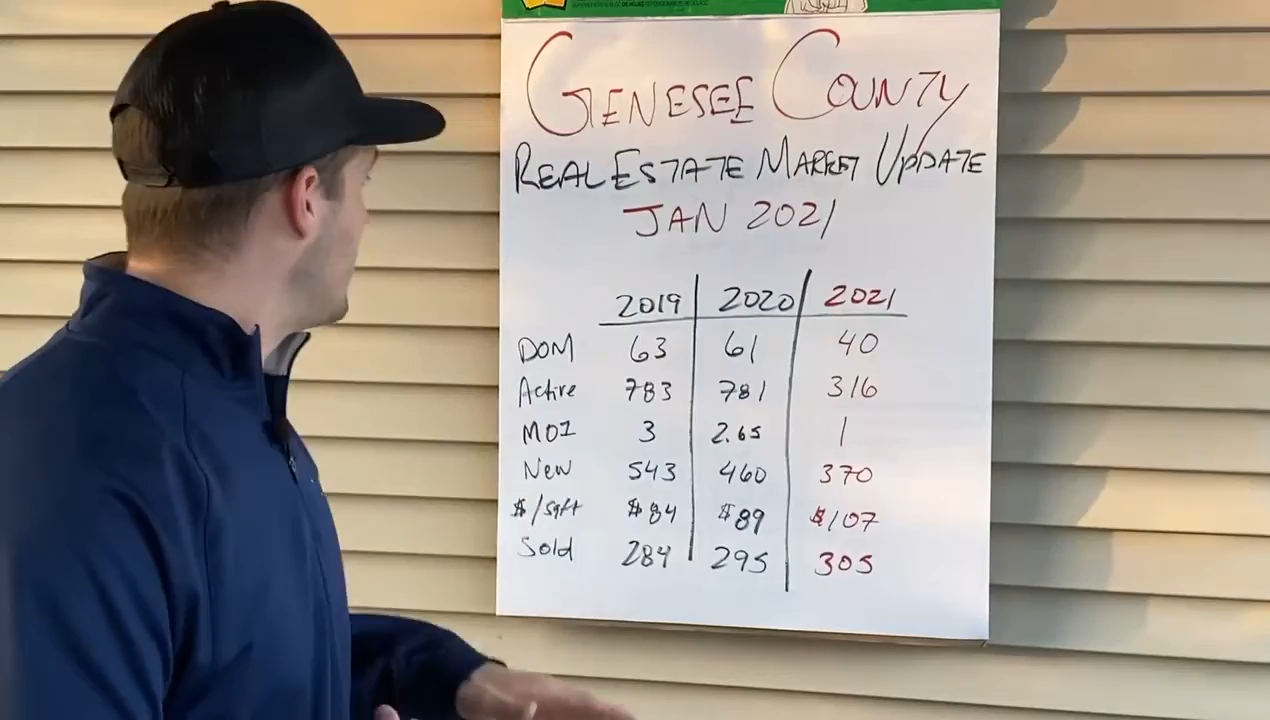 GENESEE COUNTY
REAL ESTATE MARKET UPDATE
JAN 2021
2019 2020 2021
DOM 63 61 40
Active 783 781 316
MOI 3 2.65 1
New 543 460 370
$/sqft $84 $89 $107
Sold 284 295 305